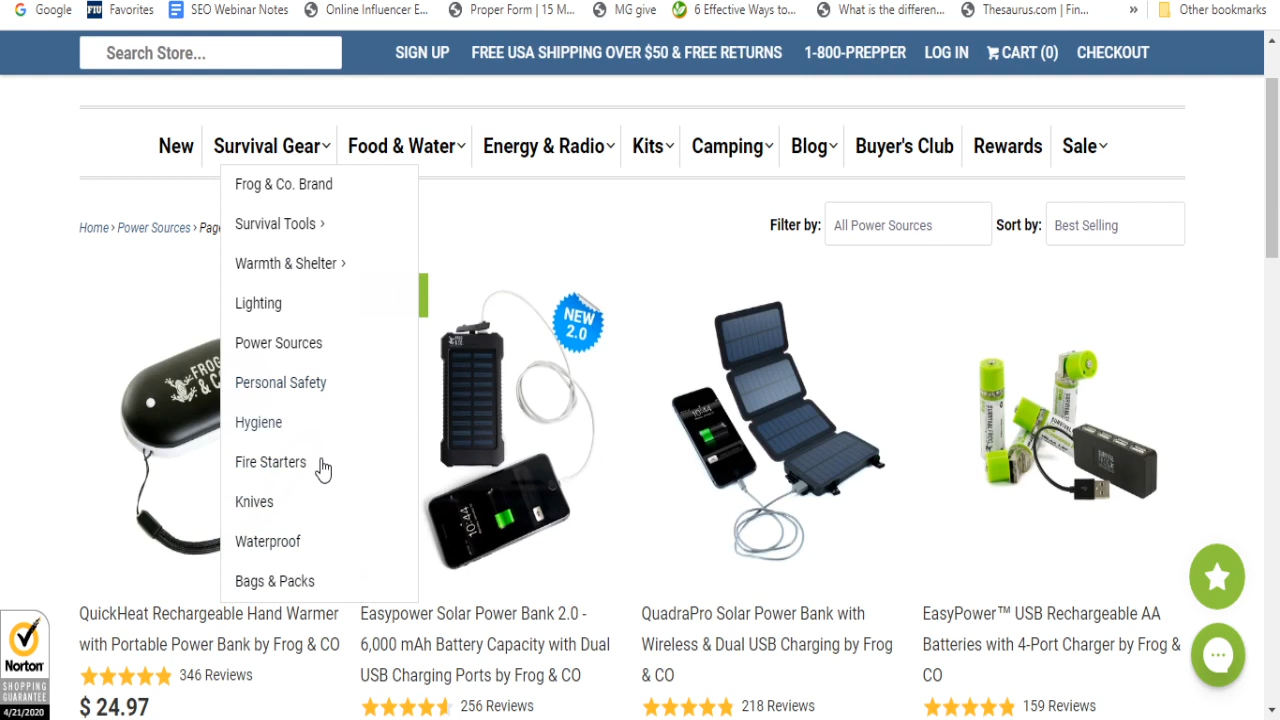 Google Favorites SEO Webinar Notes Online Influencer E... Proper Form | 15 M... MG give 6 Effective Ways to... What is the differen... Thesaurus.com | Fin... » Other bookmarks
Search Store... SIGN UP FREE USA SHIPPING OVER $50 & FREE RETURNS 1-800-PREPPER LOG IN CART (0) CHECKOUT
New Survival Gear Food & Water Energy & Radio Kits Camping Blog Buyer's Club Rewards Sale
Frog & Co. Brand
Home › Power Sources › Page
Survival Tools ›
Filter by: All Power Sources Sort by: Best Selling
Warmth & Shelter ›
Lighting
Power Sources
Personal Safety
Hygiene
Fire Starters
Knives
Waterproof
Bags & Packs
FROG
& CO
NEW
2.0
10:44
10:44
QuickHeat Rechargeable Hand Warmer
with Portable Power Bank by Frog & CO
346 Reviews
$ 24.97
Easypower Solar Power Bank 2.0 -
6,000 mAh Battery Capacity with Dual
USB Charging Ports by Frog & CO
256 Reviews
QuadraPro Solar Power Bank with
Wireless & Dual USB Charging by Frog
& CO
218 Reviews
EasyPower™ USB Rechargeable AA
Batteries with 4-Port Charger by Frog &
CO
159 Reviews
Norton
SHOPPING
GUARANTEE
4/21/2020